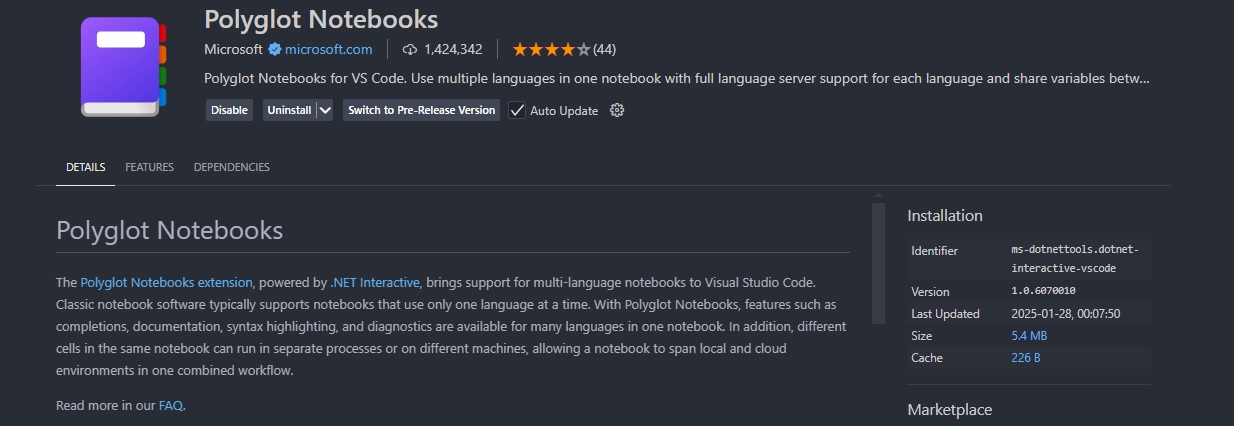 Polyglot Notebooks
Microsoft microsoft.com 1,424,342 (44)
Polyglot Notebooks for VS Code. Use multiple languages in one notebook with full language server support for each language and share variables betw...
Disable Uninstall Switch to Pre-Release Version Auto Update
DETAILS FEATURES DEPENDENCIES
Polyglot Notebooks
The Polyglot Notebooks extension, powered by .NET Interactive, brings support for multi-language notebooks to Visual Studio Code.
Classic notebook software typically supports notebooks that use only one language at a time. With Polyglot Notebooks, features such as
completions, documentation, syntax highlighting, and diagnostics are available for many languages in one notebook. In addition, different
cells in the same notebook can run in separate processes or on different machines, allowing a notebook to span local and cloud
environments in one combined workflow.
Read more in our FAQ.
Installation
Identifier ms-dotnettools.dotnet-
interactive-vscode
Version 1.0.6070010
Last Updated 2025-01-28, 00:07:50
Size 5.4 MB
Cache 226 B
Marketplace